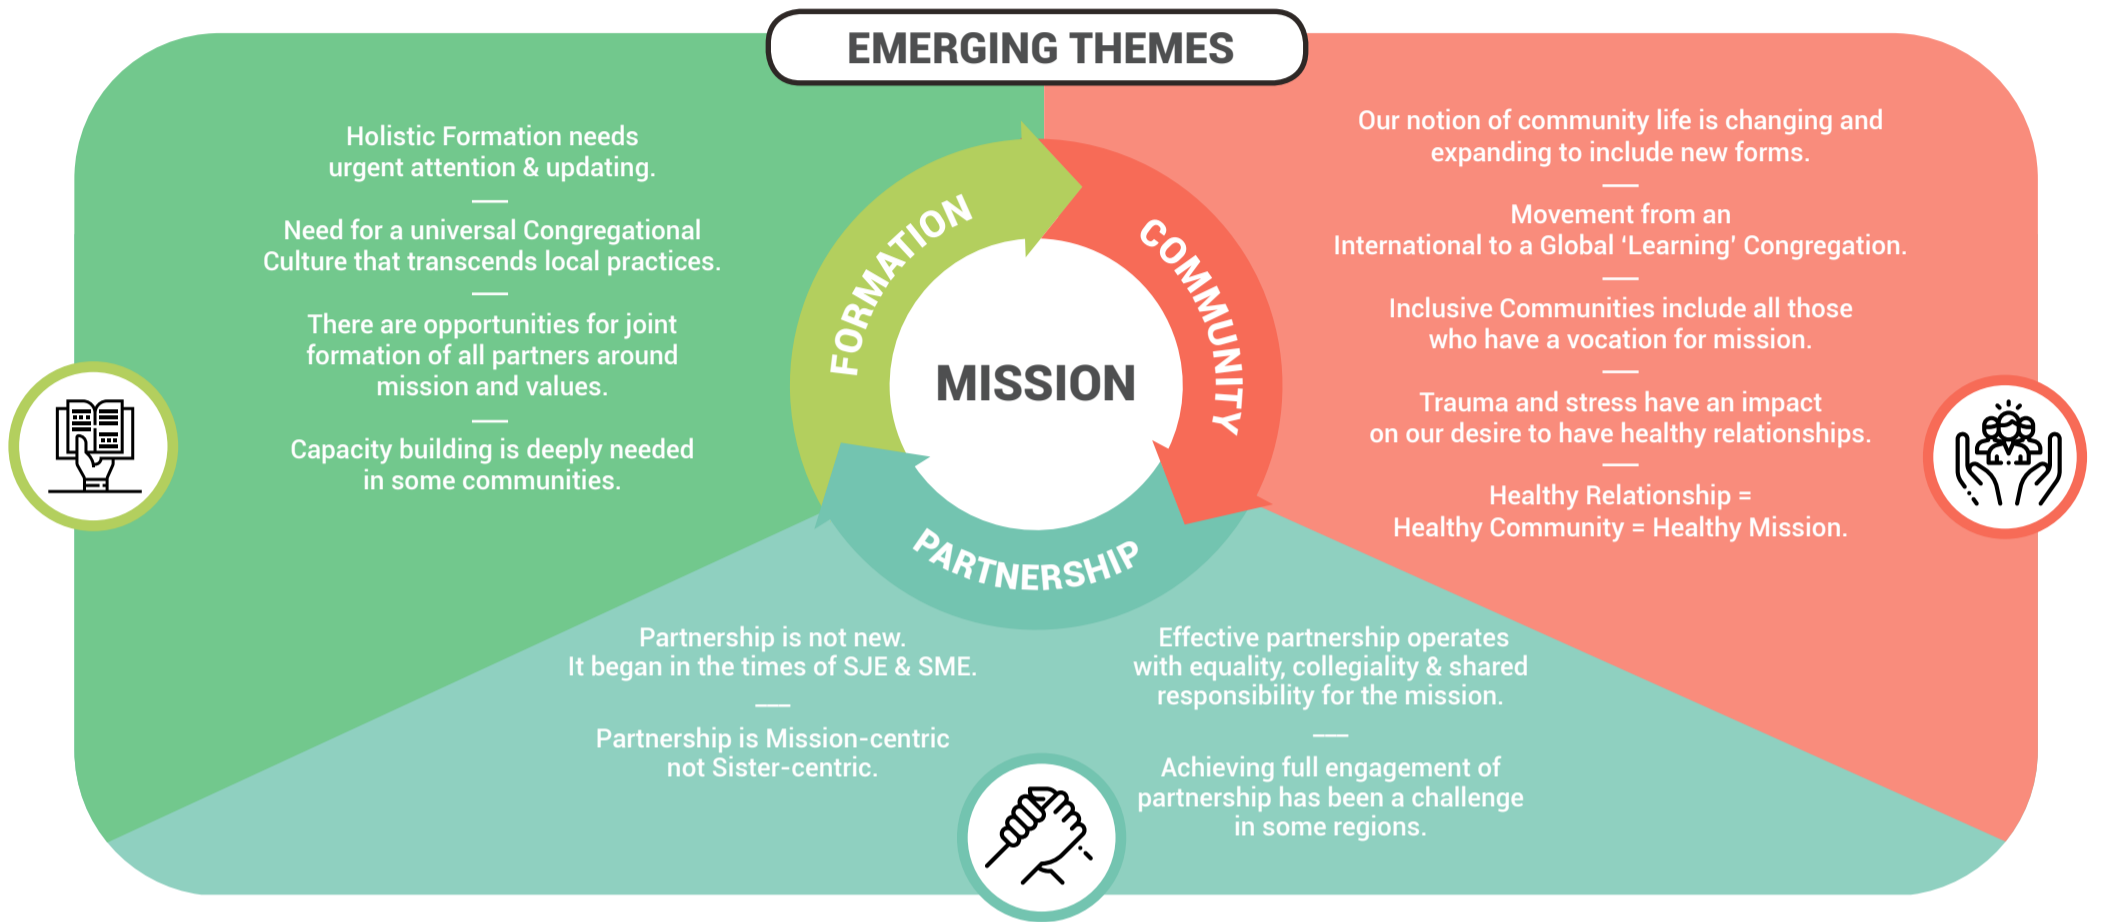 EMERGING THEMES
Holistic Formation needs
urgent attention & updating.
Need for a universal Congregational
Culture that transcends local practices.
There are opportunities for joint
formation of all partners around
mission and values.
Capacity building is deeply needed
in some communities.
FORMATION
COMMUNITY
PARTNERSHIP
MISSION
Our notion of community life is changing and
expanding to include new forms.
Movement from an
International to a Global ‘Learning’ Congregation.
Inclusive Communities include all those
who have a vocation for mission.
Trauma and stress have an impact
on our desire to have healthy relationships.
Healthy Relationship =
Healthy Community = Healthy Mission.
Partnership is not new.
It began in the times of SJE & SME.
Partnership is Mission-centric
not Sister-centric.
Effective partnership operates
with equality, collegiality & shared
responsibility for the mission.
Achieving full engagement of
partnership has been a challenge
in some regions.